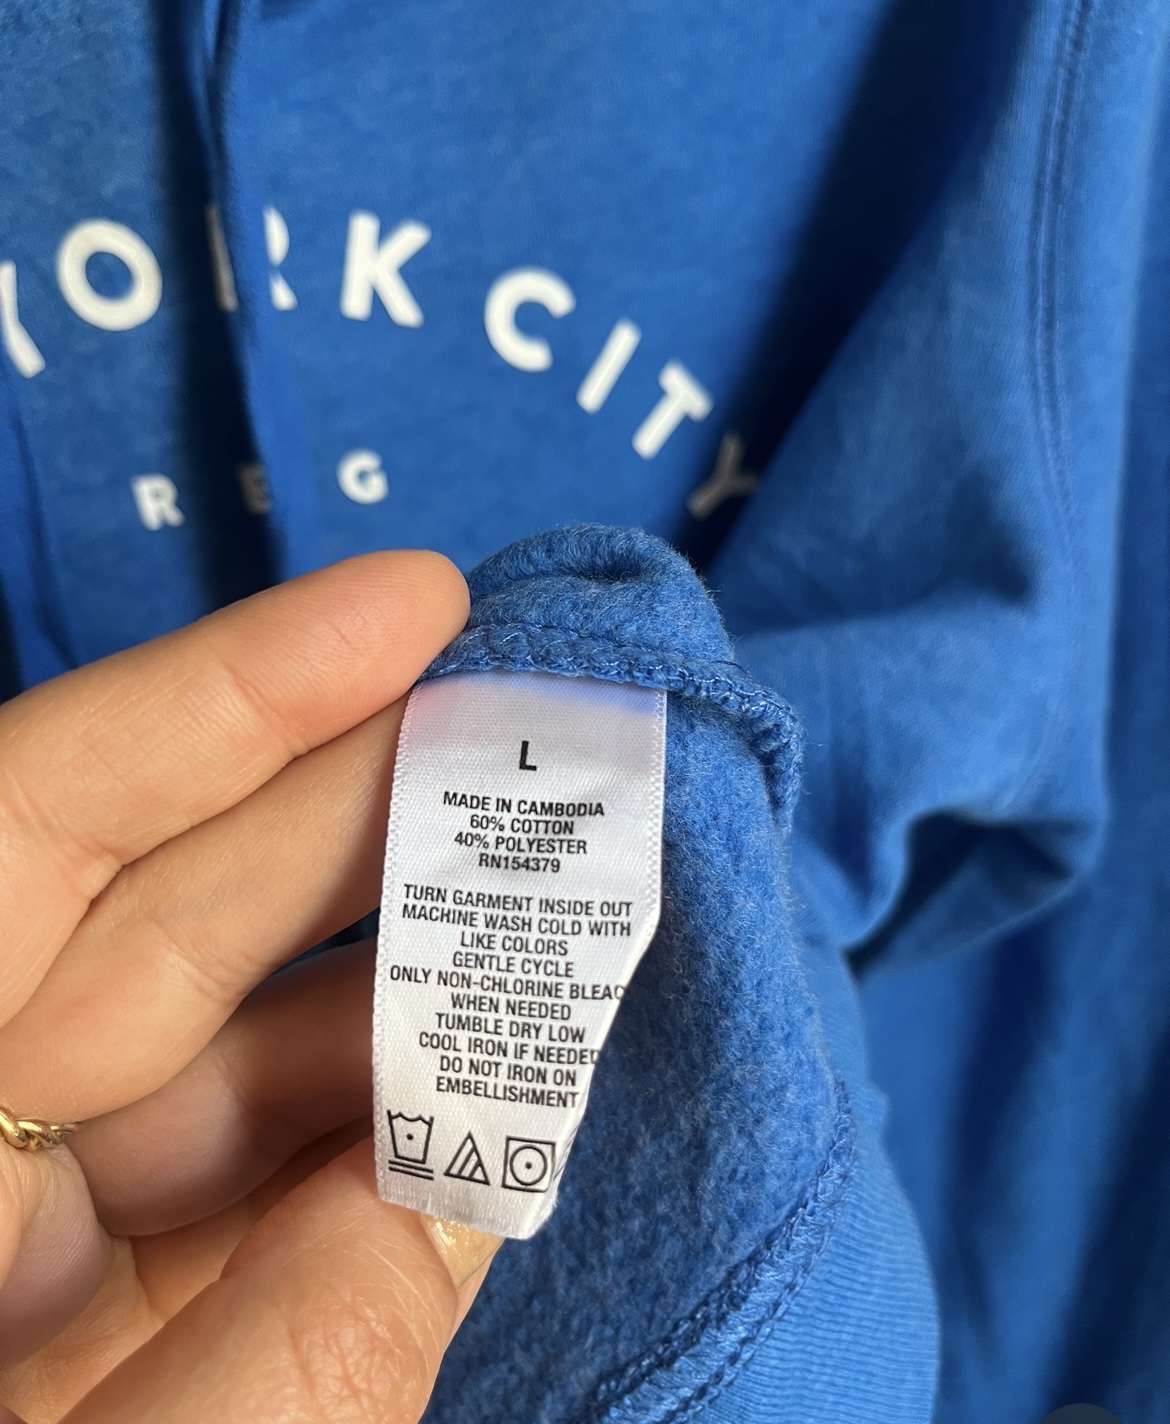 YORK CITY
REG
L
MADE IN CAMBODIA
60% COTTON
40% POLYESTER
RN154379
TURN GARMENT INSIDE OUT
MACHINE WASH COLD WITH
LIKE COLORS
GENTLE CYCLE
ONLY NON-CHLORINE BLEAC
WHEN NEEDED
TUMBLE DRY LOW
COOL IRON IF NEEDED
DO NOT IRON ON
EMBELLISHMENT